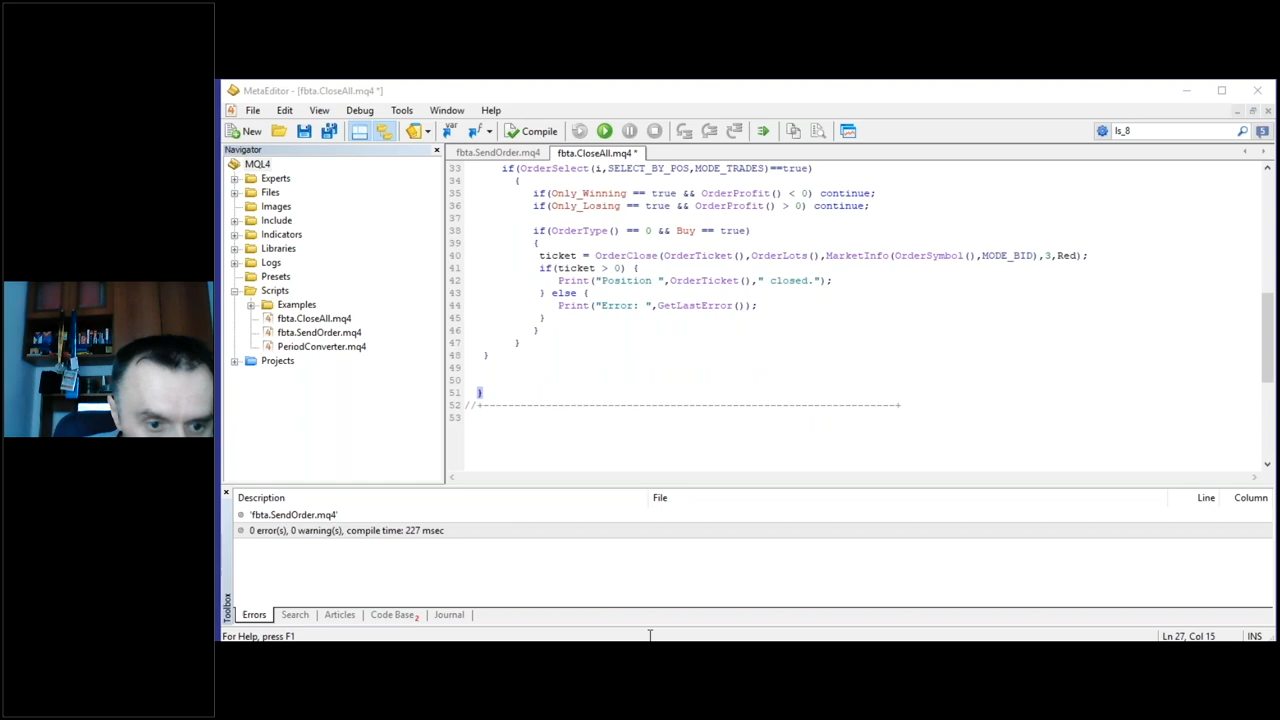 MetaEditor - [fbta.CloseAll.mq4 *]
File Edit View Debug Tools Window Help
New var Compile Is_8 5
Navigator
fbta.SendOrder.mq4 fbta.CloseAll.mq4 *
MQL4
Experts
Files
Images
Include
Indicators
Libraries
Logs
Presets
Scripts
Examples
fbta.CloseAll.mq4
fbta.SendOrder.mq4
PeriodConverter.mq4
Projects
33 if(OrderSelect(i,SELECT_BY_POS,MODE_TRADES)==true)
34 {
35 if(Only_Winning == true && OrderProfit() < 0) continue;
36 if(Only_Losing == true && OrderProfit() > 0) continue;
37
38 if(OrderType() == 0 && Buy == true)
39 {
40 ticket = OrderClose(OrderTicket(),OrderLots(),MarketInfo(OrderSymbol(),MODE_BID),3,Red);
41 if(ticket > 0) {
42 Print("Position ",OrderTicket()," closed.");
43 } else {
44 Print("Error: ",GetLastError());
45 }
46 }
47 }
48 }
49
50
51 }
52 //+------------------------------------------------------------------+
53
Description File Line Column
'fbta.SendOrder.mq4'
0 error(s), 0 warning(s), compile time: 227 msec
Toolbox
Errors Search Articles Code Base 2 Journal
For Help, press F1 Ln 27, Col 15 INS